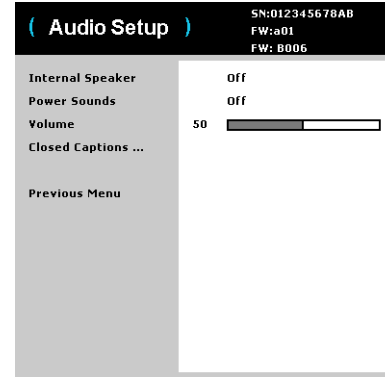 ( Audio Setup )
SN:012345678AB
FW:a01
FW: B006
Internal Speaker Off
Power Sounds Off
Volume 50
Closed Captions ...
Previous Menu